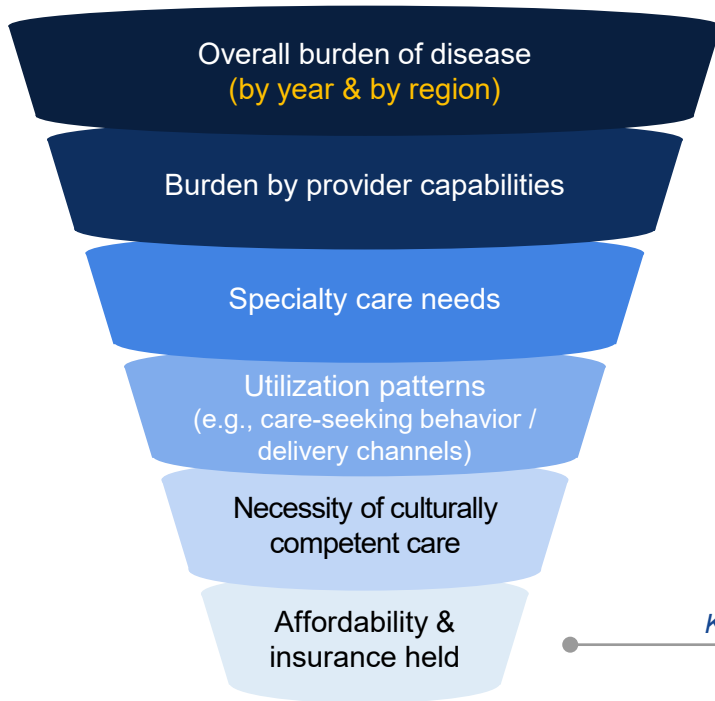 Overall burden of disease
(by year & by region)
Burden by provider capabilities
Specialty care needs
Utilization patterns
(e.g., care-seeking behavior /
delivery channels)
Necessity of culturally
competent care
Affordability &
insurance held
K